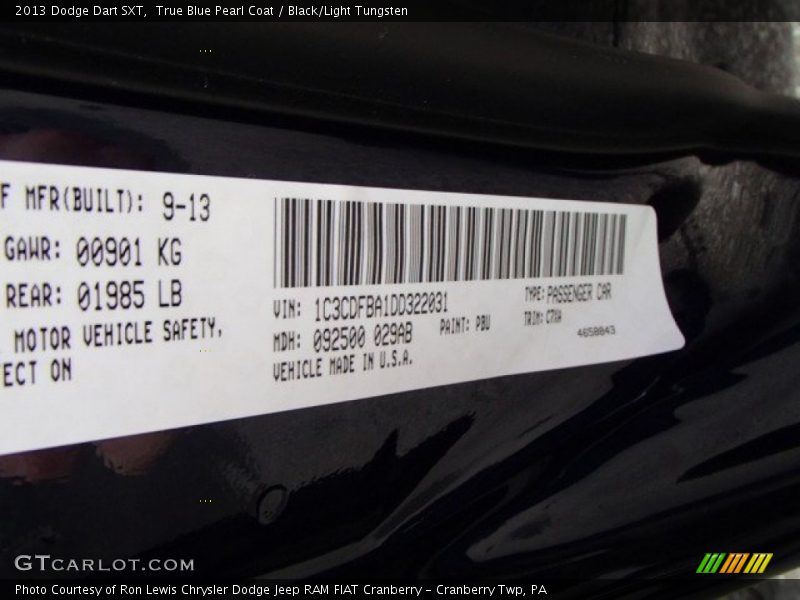 2013 Dodge Dart SXT, True Blue Pearl Coat / Black/Light Tungsten
F MFR(BUILT): 9-13
GAWR: 00901 KG
REAR: 01985 LB
MOTOR VEHICLE SAFETY,
ECT ON
VIN: 1C3CDFBA1DD322031
MDH: 092500 029AB
PAINT: PBU
VEHICLE MADE IN U.S.A.
TYPE: PASSENGER CAR
TRIM: C7XA
4658843
GTCARLOT.COM
Photo Courtesy of Ron Lewis Chrysler Dodge Jeep RAM FIAT Cranberry - Cranberry Twp, PA